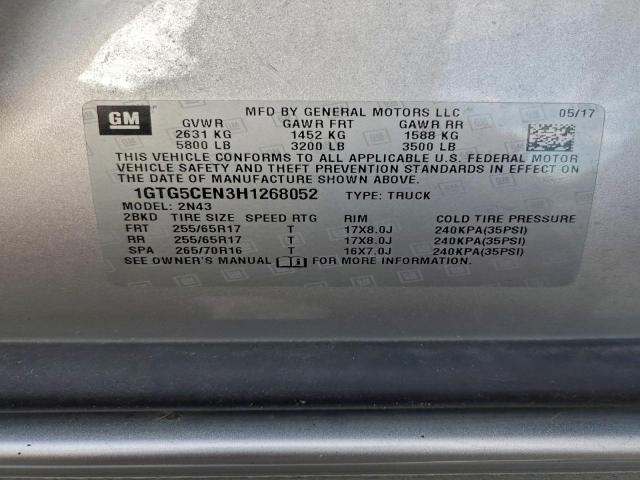 GM
MFD BY GENERAL MOTORS LLC 05/17
GVWR GAWR FRT GAWR RR
2631 KG 1452 KG 1588 KG
5800 LB 3200 LB 3500 LB
THIS VEHICLE CONFORMS TO ALL APPLICABLE U.S. FEDERAL MOTOR
VEHICLE SAFETY AND THEFT PREVENTION STANDARDS IN EFFECT ON
THE DATE OF MANUFACTURE SHOWN ABOVE.
1GTG5CEN3H1268052 TYPE: TRUCK
MODEL: 2N43
2BKD TIRE SIZE SPEED RTG RIM COLD TIRE PRESSURE
FRT 255/65R17 T 17X8.0J 240KPA(35PSI)
RR 255/65R17 T 17X8.0J 240KPA(35PSI)
SPA 265/70R16 T 16X7.0J 240KPA(35PSI)
SEE OWNER'S MANUAL FOR MORE INFORMATION.